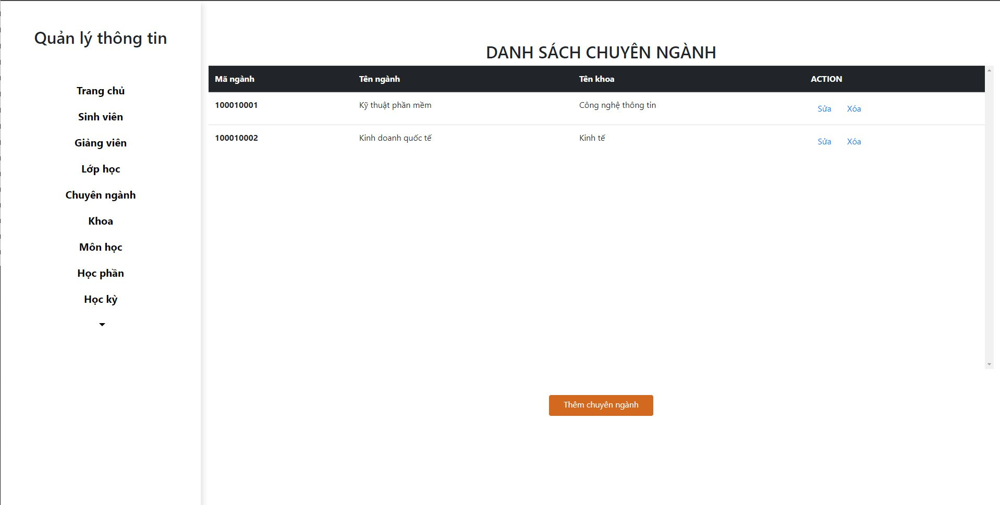 Quản lý thông tin
Trang chủ
Sinh viên
Giảng viên
Lớp học
Chuyên ngành
Khoa
Môn học
Học phần
Học kỳ
DANH SÁCH CHUYÊN NGÀNH
Mã ngành Tên ngành Tên khoa ACTION
100010001 Kỹ thuật phần mềm Công nghệ thông tin Sửa Xóa
100010002 Kinh doanh quốc tế Kinh tế Sửa Xóa
Thêm chuyên ngành